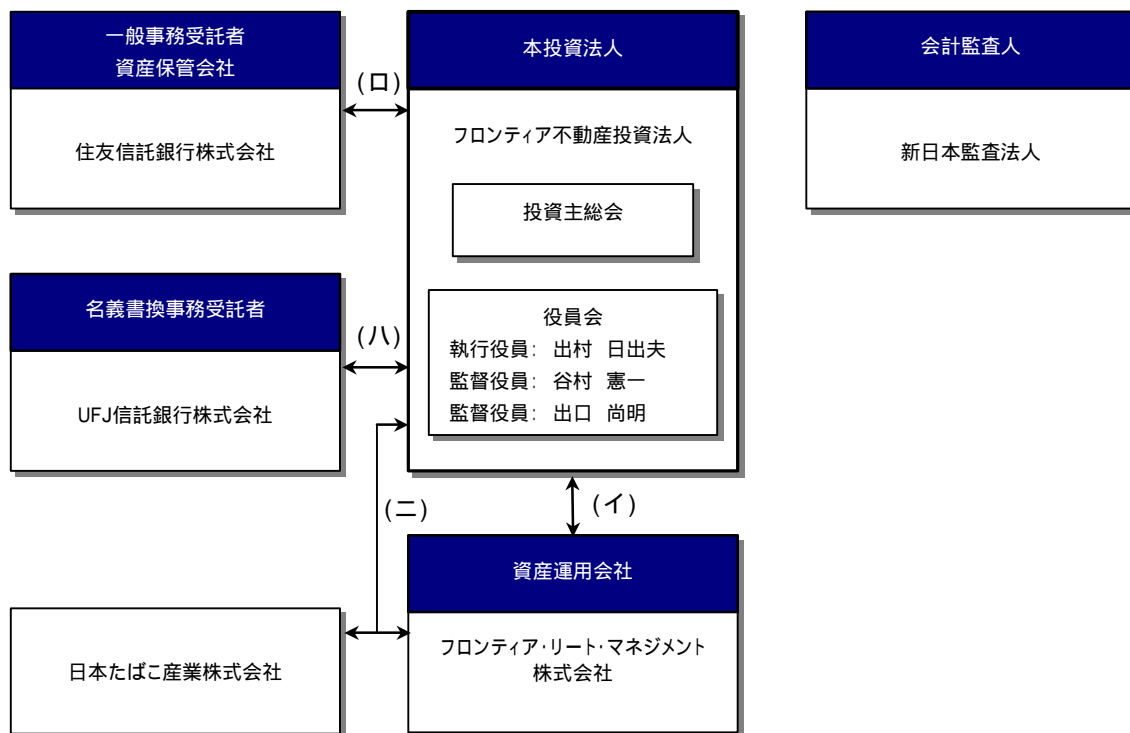 一般事務受託者
資産保管会社
住友信託銀行株式会社
(ロ)
本投資法人
フロンティア不動産投資法人
投資主総会
役員会
執行役員: 出村 日出夫
監督役員: 谷村 憲一
監督役員: 出口 尚明
会計監査人
新日本監査法人
名義書換事務受託者
UFJ信託銀行株式会社
(ハ)
(ニ)
(イ)
日本たばこ産業株式会社
資産運用会社
フロンティア・リート・マネジメント
株式会社